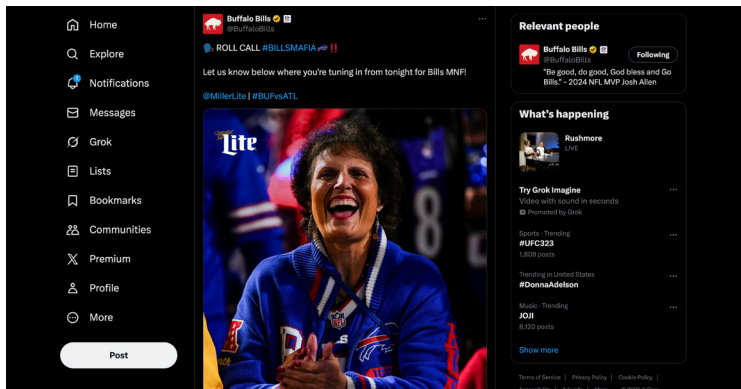 Home
Explore
1
Notifications
Messages
Grok
Lists
Bookmarks
Communities
Premium
Profile
More
Post
Buffalo Bills
@BuffaloBills
ROLL CALL #BILLSMAFIA
Let us know below where you're tuning in from tonight for Bills MNF!
@MillerLite | #BUFvsATL
Lite
8
NFL
Relevant people
Buffalo Bills
@BuffaloBills
Following
"Be good, do good, God bless and Go
Bills." - 2024 NFL MVP Josh Allen
What's happening
Rushmore
LIVE
Try Grok Imagine
Video with sound in seconds
Promoted by Grok
Sports · Trending
#UFC323
1,808 posts
Trending in United States
#DonnaAdelson
Music · Trending
JOJI
8,120 posts
Show more
Terms of Service | Privacy Policy | Cookie Policy |